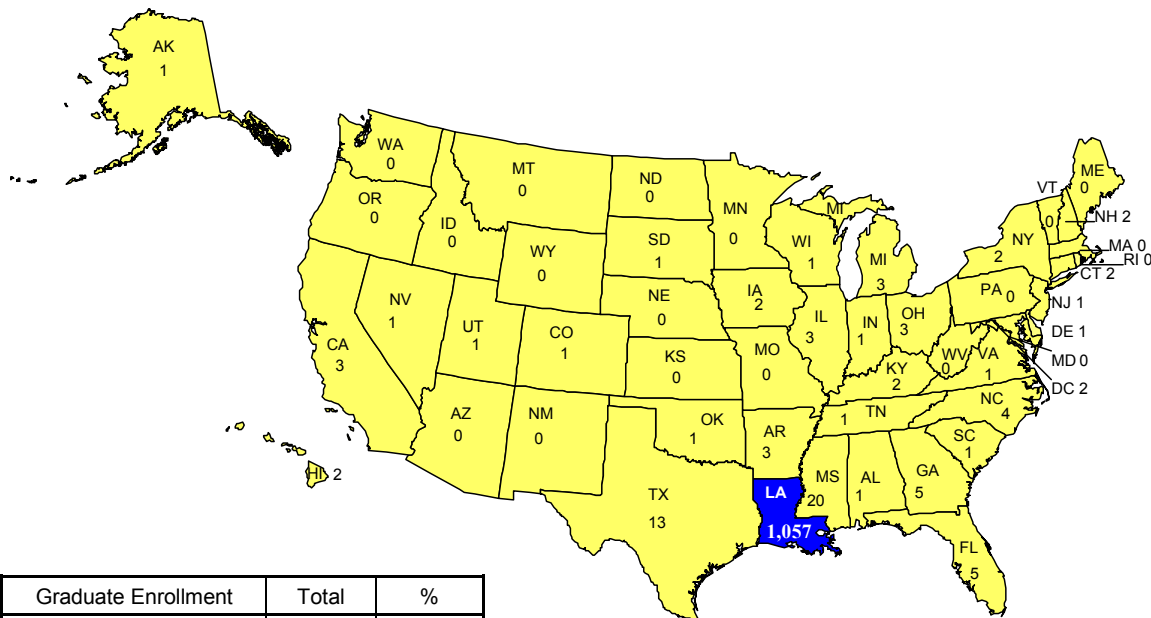 AK
1
WA
0
OR
0
ID
0
MT
0
WY
0
ND
0
SD
1
NE
0
KS
0
MN
0
IA
2
MO
0
WI
1
MI
MI
3
IL
3
IN
1
OH
3
KY
2
1 TN
NV
1
CA
3
UT
1
CO
1
AZ
0
NM
0
OK
1
AR
3
TX
13
LA
1,057
MS
20
AL
1
GA
5
FL
5
SC
1
NC
4
VA
1
WV
0
PA 0
NY
2
VT
0
ME
0
NH 2
MA 0
RI 0
CT 2
NJ 1
DE 1
MD 0
DC 2
HI 2
Graduate Enrollment Total %